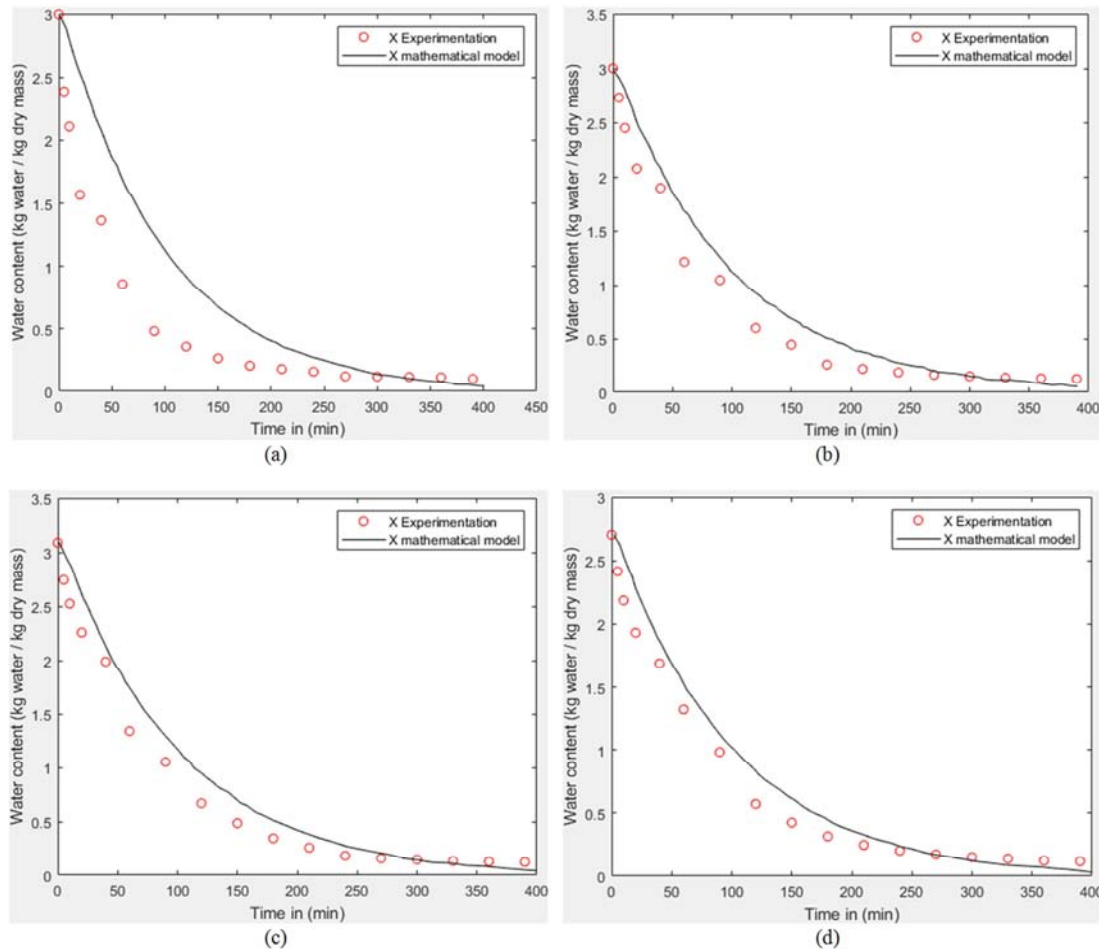 3
2.5
2
1.5
1
0.5
0
0 50 100 150 200 250 300 350 400 450
Water content (kg water / kg dry mass)
Time in (min)
X Experimentation
X mathematical model
(a)
3.5
3
2.5
2
1.5
1
0.5
0
0 50 100 150 200 250 300 350 400
Water content (kg water / kg dry mass)
Time in (min)
X Experimentation
X mathematical model
(b)
3.5
3
2.5
2
1.5
1
0.5
0
0 50 100 150 200 250 300 350 400
Water content (kg water / kg dry mass)
Time in (min)
X Experimentation
X mathematical model
(c)
3
2.5
2
1.5
1
0.5
0
0 50 100 150 200 250 300 350 400
Water content (kg water / kg dry mass)
Time in (min)
X Experimentation
X mathematical model
(d)